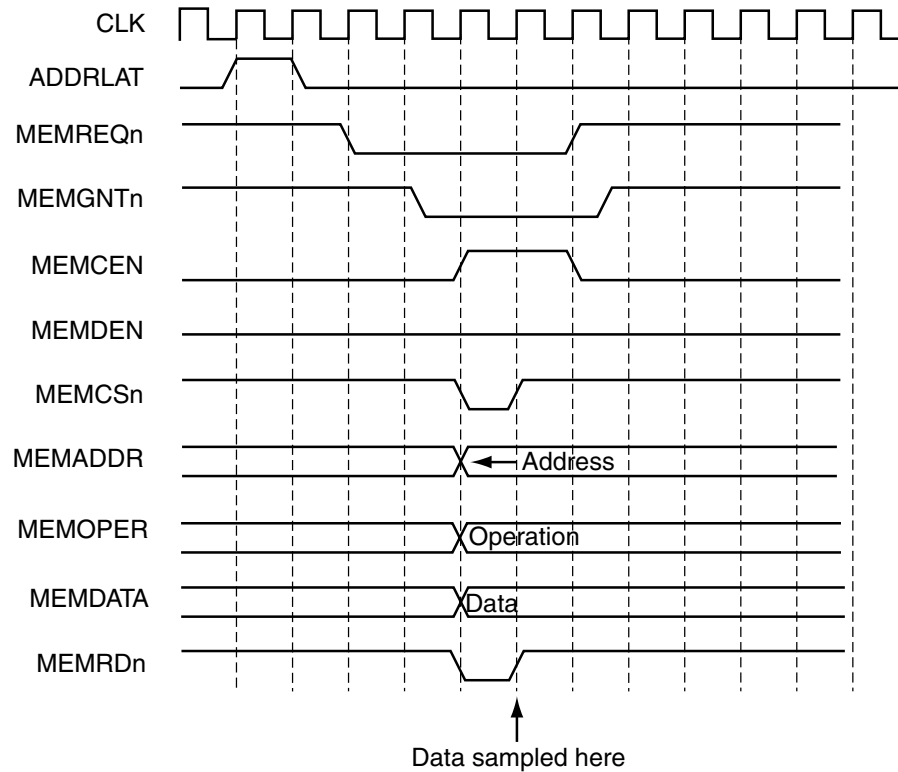 CLK
ADDRLAT
MEMREQn
MEMGNTn
MEMCEN
MEMDEN
MEMCSn
MEMADDR
Address
MEMOPER
Operation
MEMDATA
Data
MEMRDn
Data sampled here